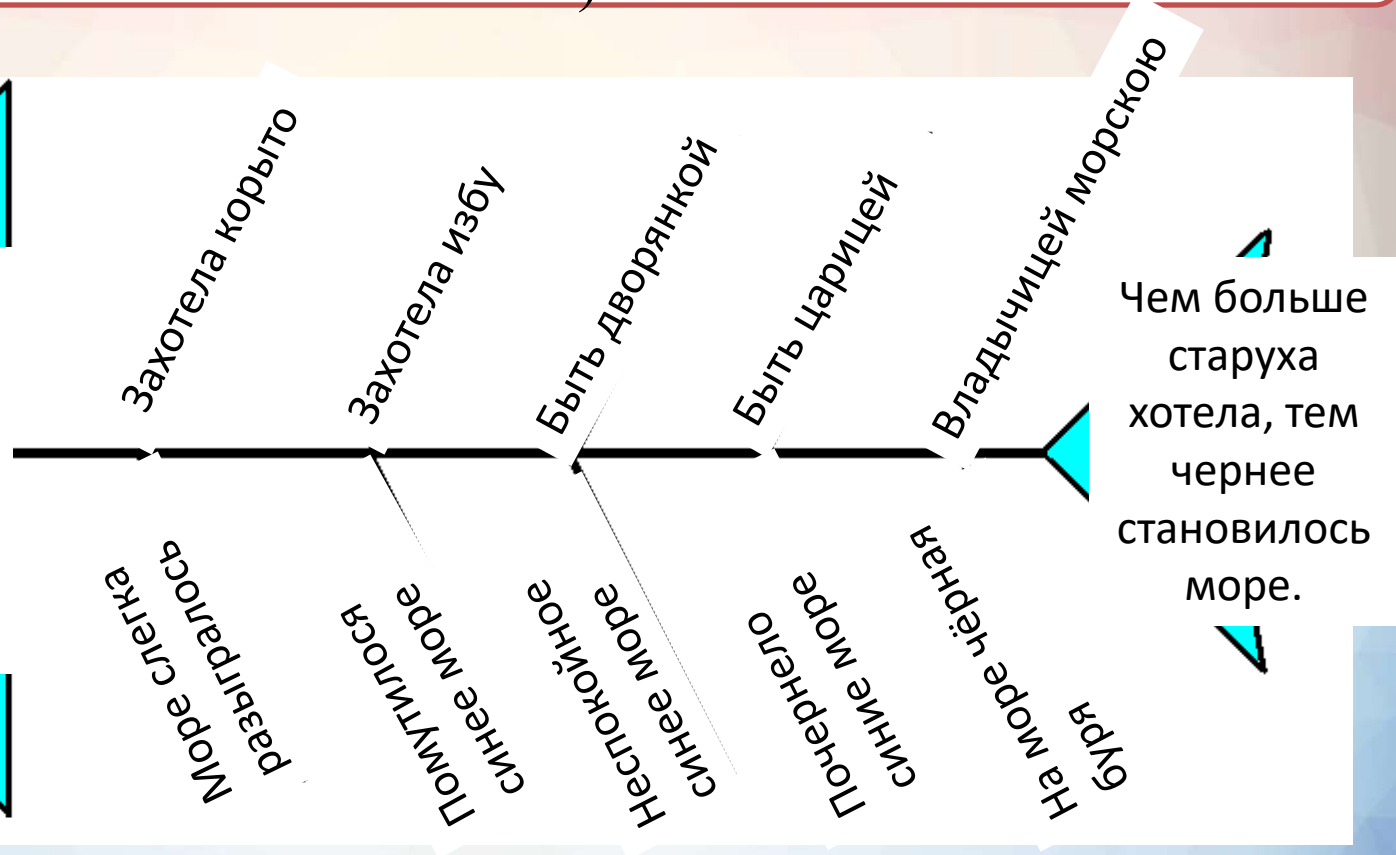 Захотела корыто
Захотела избу
Быть дворянкой
Быть царицей
Владычицей морскою
Море слегка
разыгралось
Помутилося
синее море
Неспокойное
синее море
Почернело
синие море
На море чёрная
буря
Чем больше
старуха
хотела, тем
чернее
становилось
море.